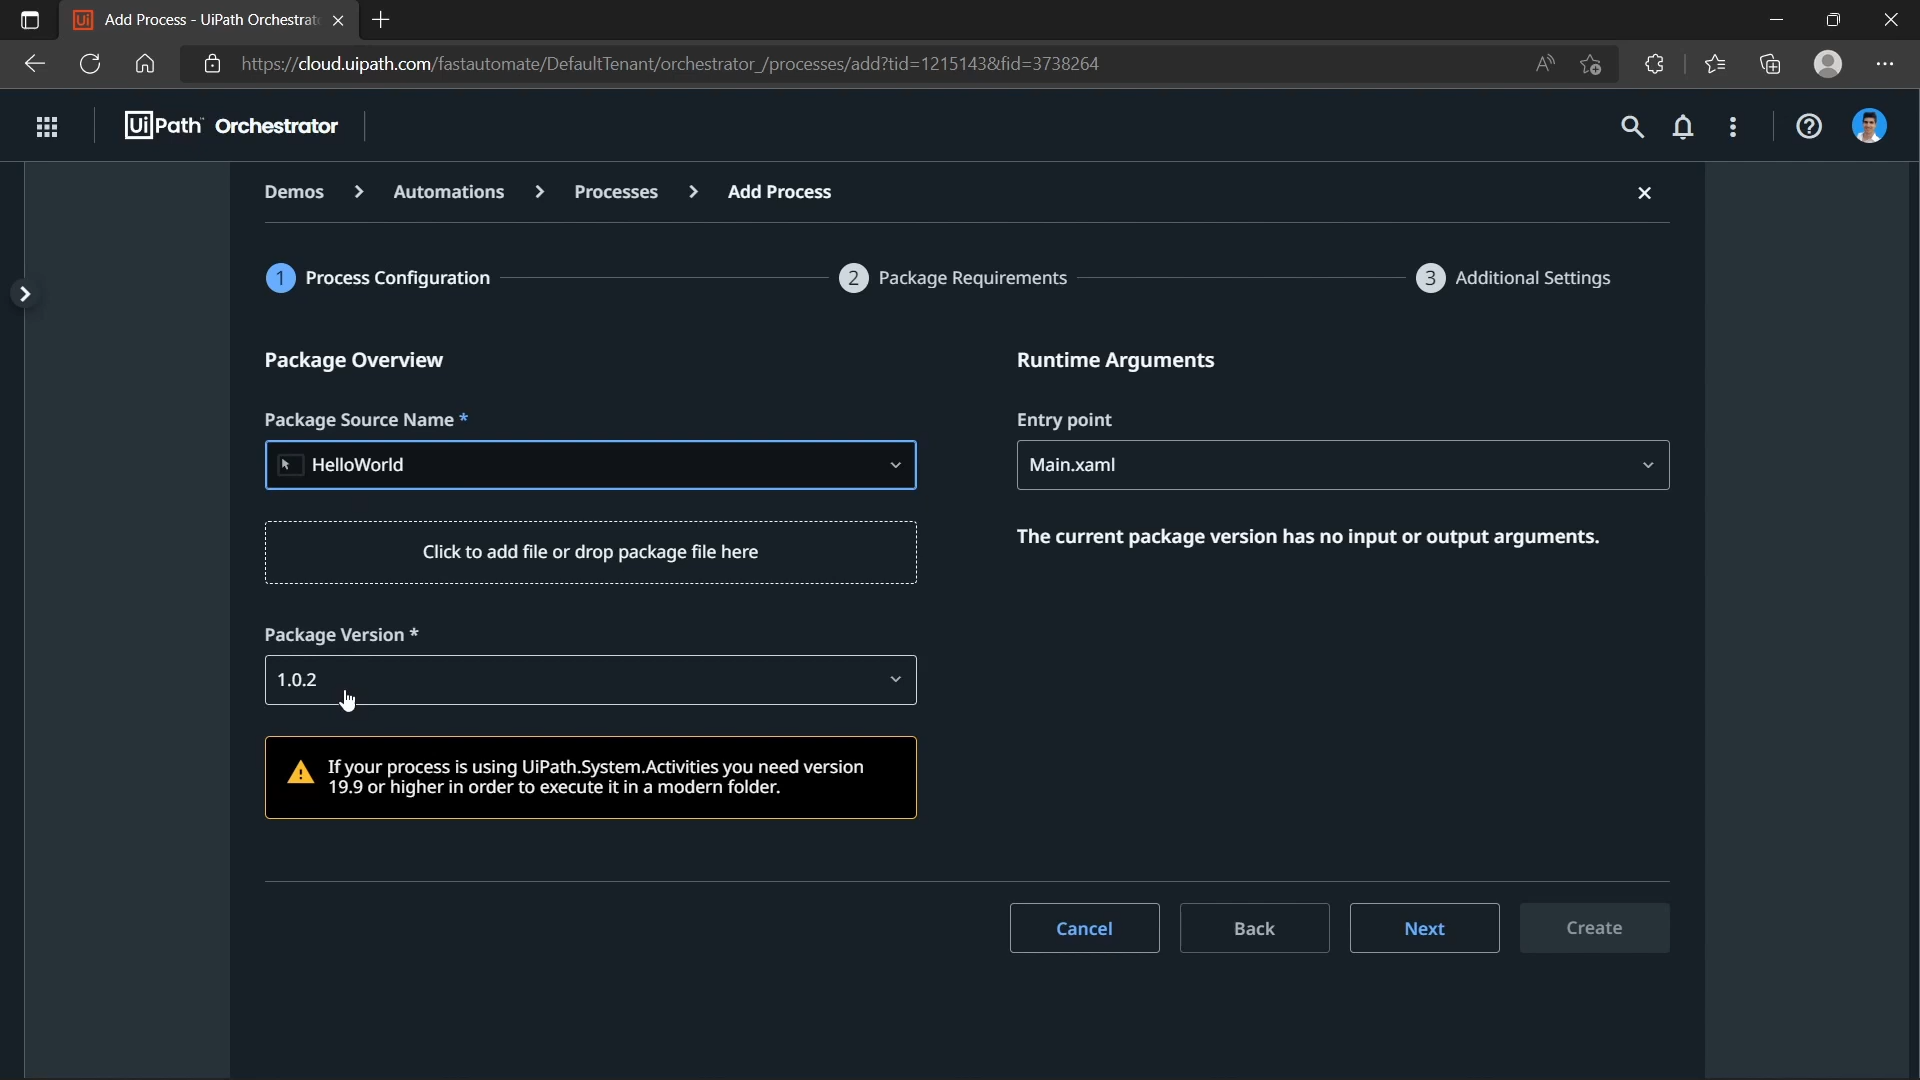 Add Process - UiPath Orchestrat
https://cloud.uipath.com/fastautomate/DefaultTenant/orchestrator_/processes/add?tid=1215143&fid=3738264
UiPath™ Orchestrator
Demos > Automations > Processes > Add Process
1 Process Configuration
2 Package Requirements
3 Additional Settings
Package Overview
Package Source Name *
HelloWorld
Click to add file or drop package file here
Package Version *
1.0.2
If your process is using UiPath.System.Activities you need version
19.9 or higher in order to execute it in a modern folder.
Runtime Arguments
Entry point
Main.xaml
The current package version has no input or output arguments.
Cancel
Back
Next
Create